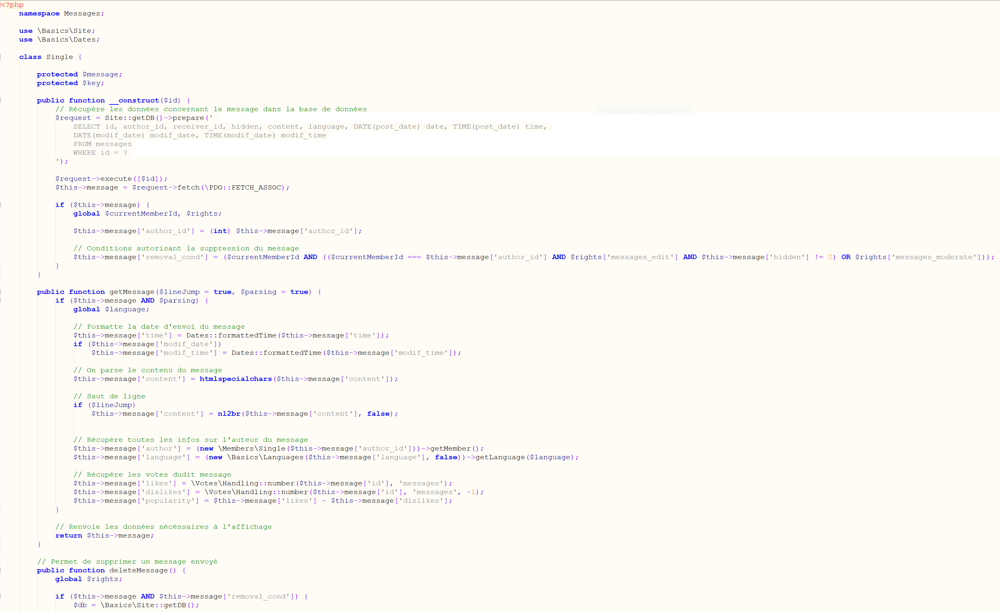 <?php
namespace Messages;
use \Basics\Site;
use \Basics\Dates;
class Single {
protected $message;
protected $key;
public function __construct($id) {
// Récupère les données concernant le message dans la base de données
$request = Site::getDB()->prepare('
SELECT id, author_id, receiver_id, hidden, content, language, DATE(post_date) date, TIME(post_date) time,
DATE(modif_date) modif_date, TIME(modif_date) modif_time
FROM messages
WHERE id = ?
');
$request->execute([$id]);
$this->message = $request->fetch(\PDO::FETCH_ASSOC);
if ($this->message) {
global $currentMemberId, $rights;
$this->message['author_id'] = (int) $this->message['author_id'];
// Conditions autorisant la suppression du message
$this->message['removal_cond'] = ($currentMemberId AND (($currentMemberId === $this->message['author_id'] AND $rights['messages_edit'] AND $this->message['hidden'] != 2) OR $rights['messages_moderate']));
}
}
public function getMessage($lineJump = true, $parsing = true) {
if ($this->message AND $parsing) {
global $language;
// Formatte la date d'envoi du message
$this->message['time'] = Dates::formattedTime($this->message['time']);
if ($this->message['modif_date'])
$this->message['modif_time'] = Dates::formattedTime($this->message['modif_time']);
// On parse le contenu du message
$this->message['content'] = htmlspecialchars($this->message['content']);
// Saut de ligne
if ($lineJump)
$this->message['content'] = nl2br($this->message['content'], false);
// Récupère toutes les infos sur l'auteur du message
$this->message['author'] = (new \Members\Single($this->message['author_id']))->getMember();
$this->message['language'] = (new \Basics\Languages($this->message['language'], false))->getLanguage($language);
// Récupère les votes dudit message
$this->message['likes'] = \Votes\Handling::number($this->message['id'], 'messages');
$this->message['dislikes'] = \Votes\Handling::number($this->message['id'], 'messages', -1);
$this->message['popularity'] = $this->message['likes'] - $this->message['dislikes'];
}
// Renvoie les données nécéssaires à l'affichage
return $this->message;
}
// Permet de supprimer un message envoyé
public function deleteMessage() {
global $rights;
if ($this->message AND $this->message['removal_cond']) {
$db = \Basics\Site::getDB();
Capture rectangulaire